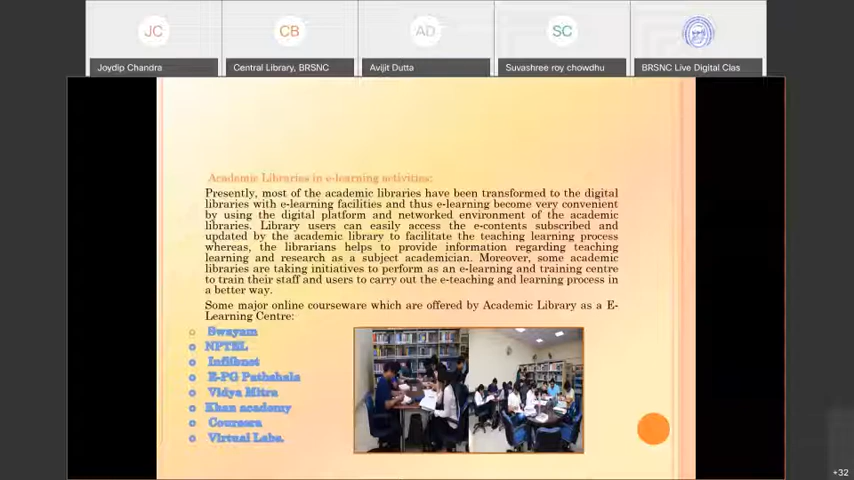 JC
CB
AD
SC
Joydip Chandra
Central Library, BRSNC
Avijit Dutta
Suvashree roy chowdhu
BRSNC Live Digital Clas
Academic Libraries in e-learning activities:
Presently, most of the academic libraries have been transformed to the digital
libraries with e-learning facilities and thus e-learning become very convenient
by using the digital platform and networked environment of the academic
libraries. Library users can easily access the e-contents subscribed and
updated by the academic library to facilitate the teaching learning process
whereas, the librarians helps to provide information regarding teaching
learning and research as a subject academician. Moreover, some academic
libraries are taking initiatives to perform as an e-learning and training centre
to train their staff and users to carry out the e-teaching and learning process in
a better way.
Some major online courseware which are offered by Academic Library as a E-
Learning Centre:
Swayam
NPTEL
Inflibnet
E-PG Pathshala
Vidya Mitra
Khan academy
Coursera
Virtual Labs.
+32